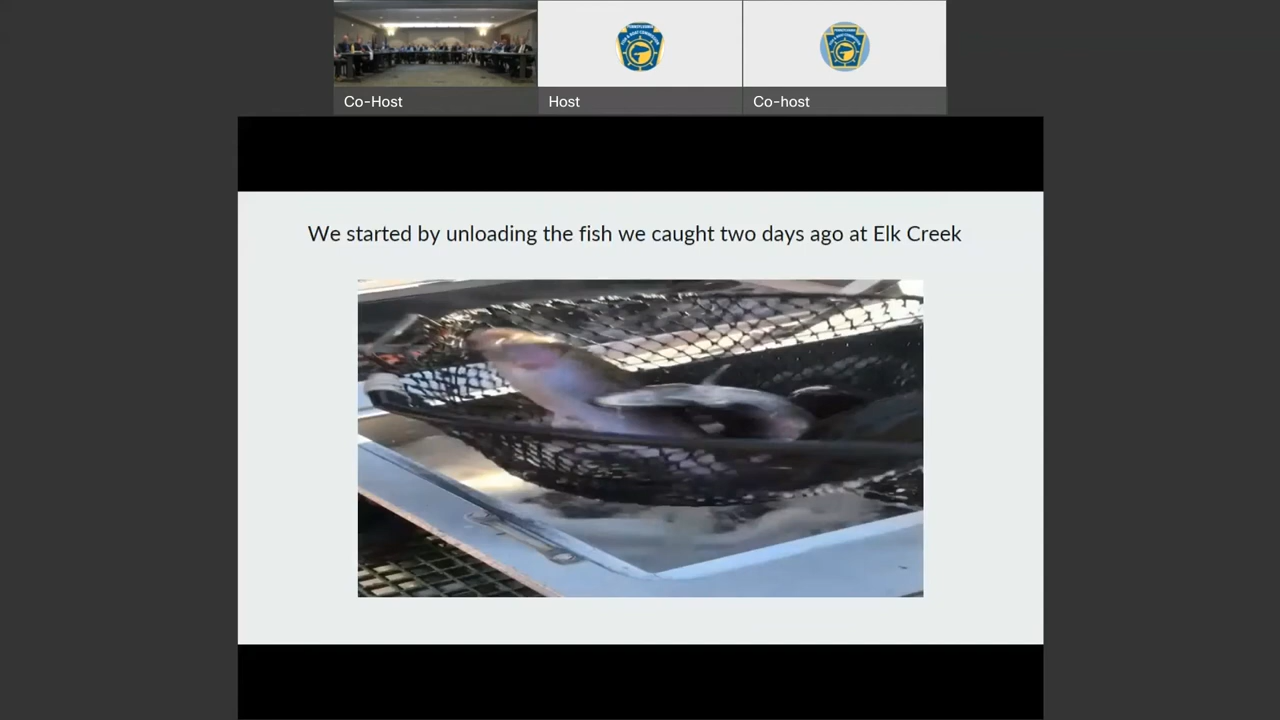 Co-Host
Host
Co-host
We started by unloading the fish we caught two days ago at Elk Creek